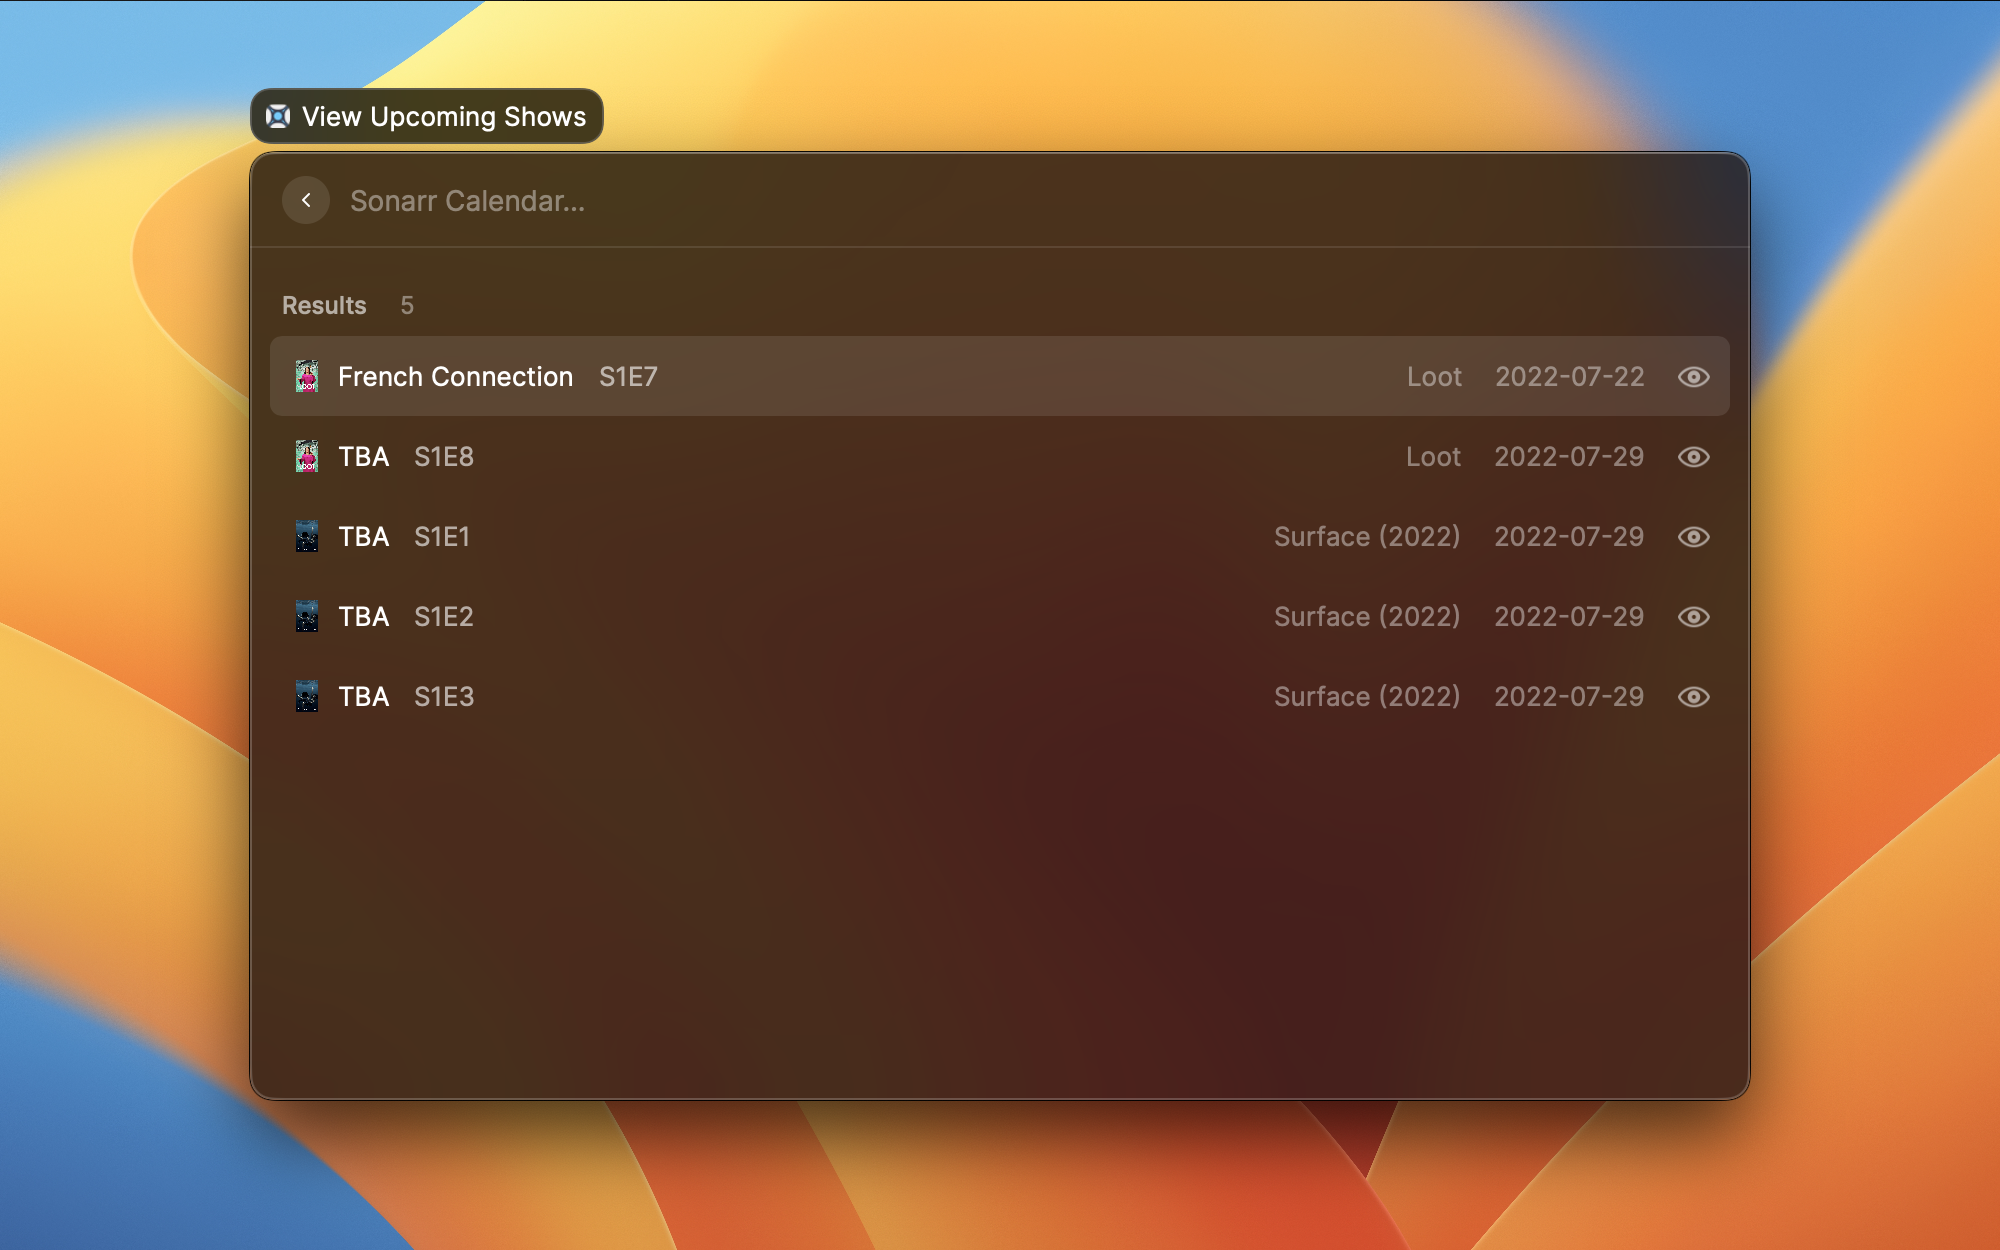 View Upcoming Shows
Sonarr Calendar...
Results 5
French Connection S1E7 Loot 2022-07-22
TBA S1E8 Loot 2022-07-29
TBA S1E1 Surface (2022) 2022-07-29
TBA S1E2 Surface (2022) 2022-07-29
TBA S1E3 Surface (2022) 2022-07-29